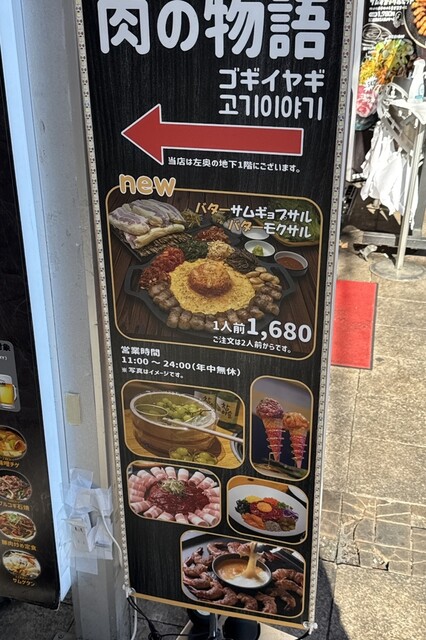 肉の物語
ゴギイヤギ
고기이야기
当店は左奥の地下1階にございます。
new
バターサムギョプサル
バターモクサル
1人前1,680
ご注文は2人前からです。
営業時間
11:00 ～ 24:00(年中無休)
※写真はイメージです。